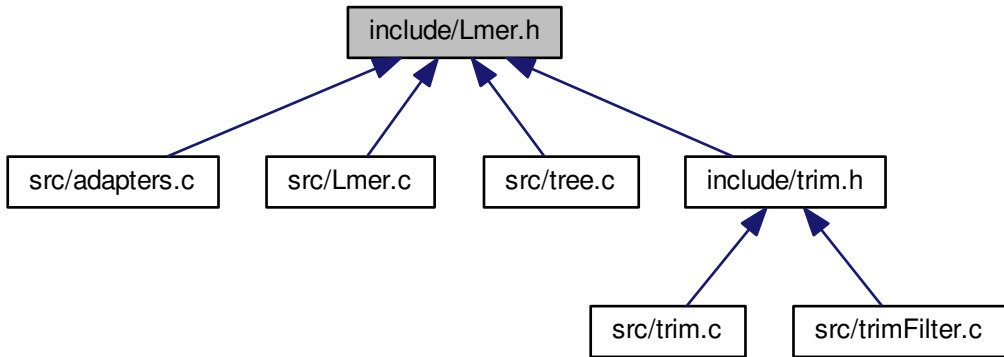 include/Lmer.h
src/adapters.c
src/Lmer.c
src/tree.c
include/trim.h
src/trim.c
src/trimFilter.c